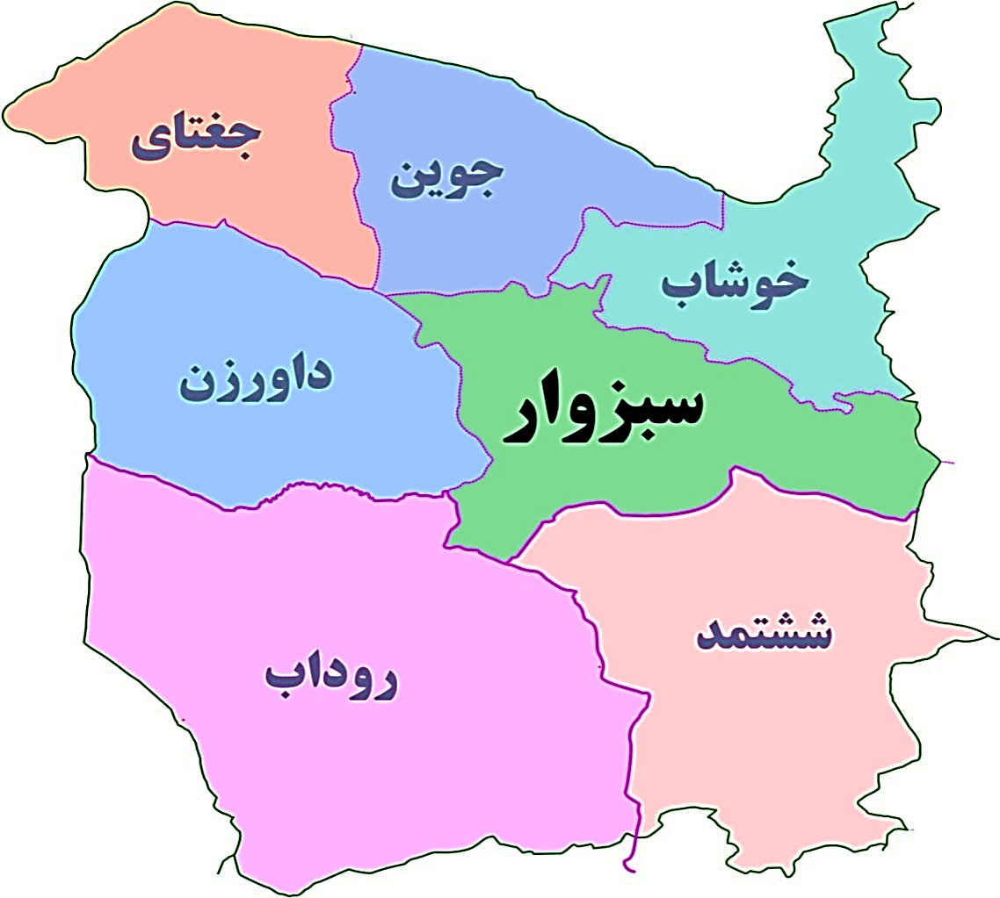 جغتای
جوین
خوشاب
داورزن
سبزوار
ششتمد
روداب